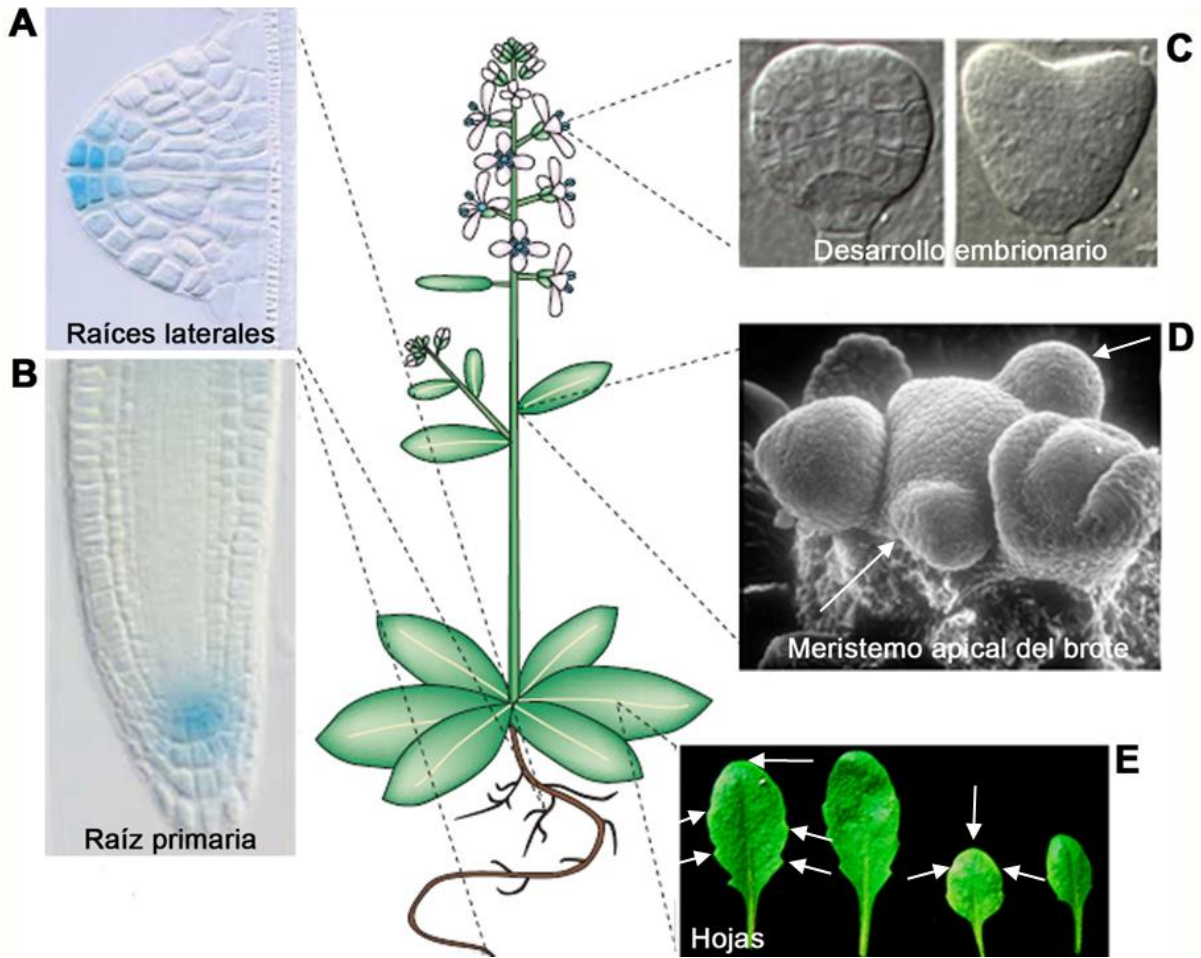 A
Raíces laterales
B
Raíz primaria
C
Desarrollo embrionario
D
Meristemo apical del brote
E
Hojas